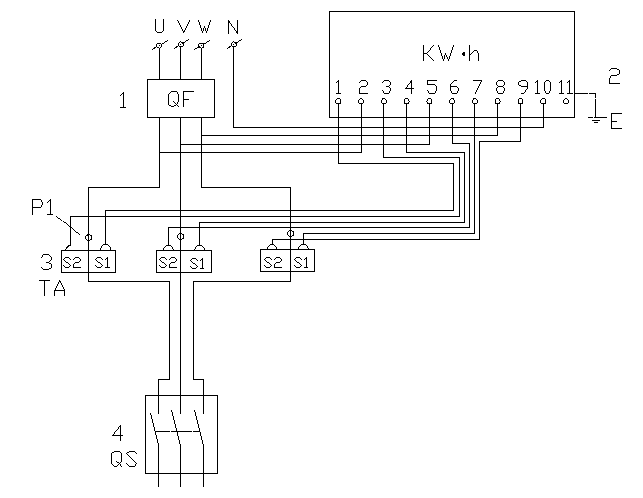 U V W N
KW·h
1 2 3 4 5 6 7 8 9 10 11
2
1 QF
E
P1
3 S2 S1 S2 S1 S2 S1
TA
4
QS